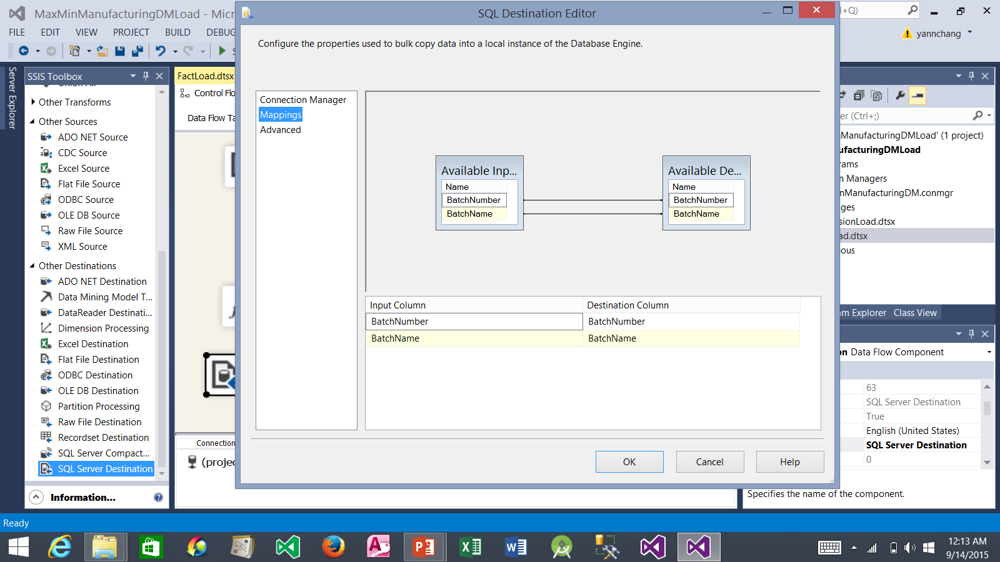 MaxMinManufacturingDMLoad - Micr
SQL Destination Editor
+Q)
FILE EDIT VIEW PROJECT BUILD DEBUG
yannchang
Configure the properties used to bulk copy data into a local instance of the Database Engine.
Server Explorer
SSIS Toolbox
Other Transforms
Other Sources
ADO NET Source
CDC Source
Excel Source
Flat File Source
ODBC Source
OLE DB Source
Raw File Source
XML Source
Other Destinations
ADO NET Destination
Data Mining Model T...
DataReader Destinati...
Dimension Processing
Excel Destination
Flat File Destination
ODBC Destination
OLE DB Destination
Partition Processing
Raw File Destination
Recordset Destination
SQL Server Compact...
SQL Server Destination
Information...
FactLoad.dtsx
Control Flo
Data Flow Ta
Connection
(projec
Connection Manager
Mappings
Advanced
Available Inp...
Name
BatchNumber
BatchName
Available De...
Name
BatchNumber
BatchName
Input Column Destination Column
BatchNumber BatchNumber
BatchName BatchName
OK Cancel Help
er (Ctrl+;)
nManufacturingDMLoad' (1 project)
ufacturingDMLoad
rams
n Managers
nManufacturingDM.conmgr
ages
sionLoad.dtsx
ad.dtsx
eous
am Explorer Class View
on Data Flow Component
63
SQL Server Destination
True
English (United States)
SQL Server Destination
0
Specifies the name of the component.
Ready
12:13 AM
9/14/2015